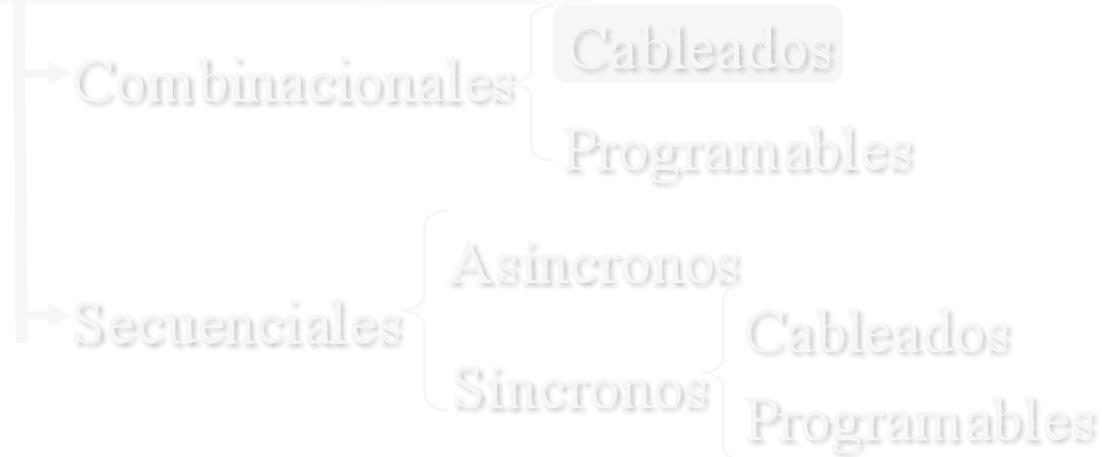 Combinacionales
Cableados
Programables
Secuenciales
Asincronos
Sincronos
Cableados
Programables